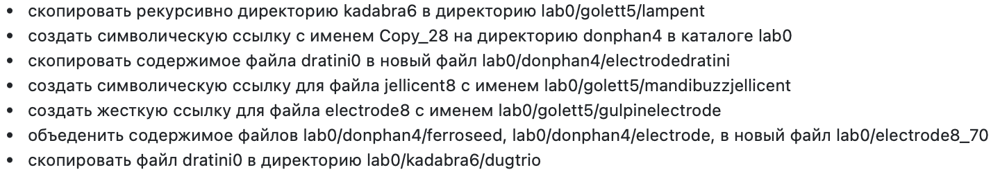 • скопировать рекурсивно директорию kadabra6 в директорию lab0/golett5/lampent
• создать символическую ссылку c именем Copy_28 на директорию donphan4 в каталоге lab0
• скопировать содержимое файла dratini0 в новый файл lab0/donphan4/electrodedratini
• создать символическую ссылку для файла jellicent8 с именем lab0/golett5/mandibuzzjellicent
• создать жесткую ссылку для файла electrode8 с именем lab0/golett5/gulpinelectrode
• объеденить содержимое файлов lab0/donphan4/ferroseed, lab0/donphan4/electrode, в новый файл lab0/electrode8_70
• скопировать файл dratini0 в директорию lab0/kadabra6/dugtrio